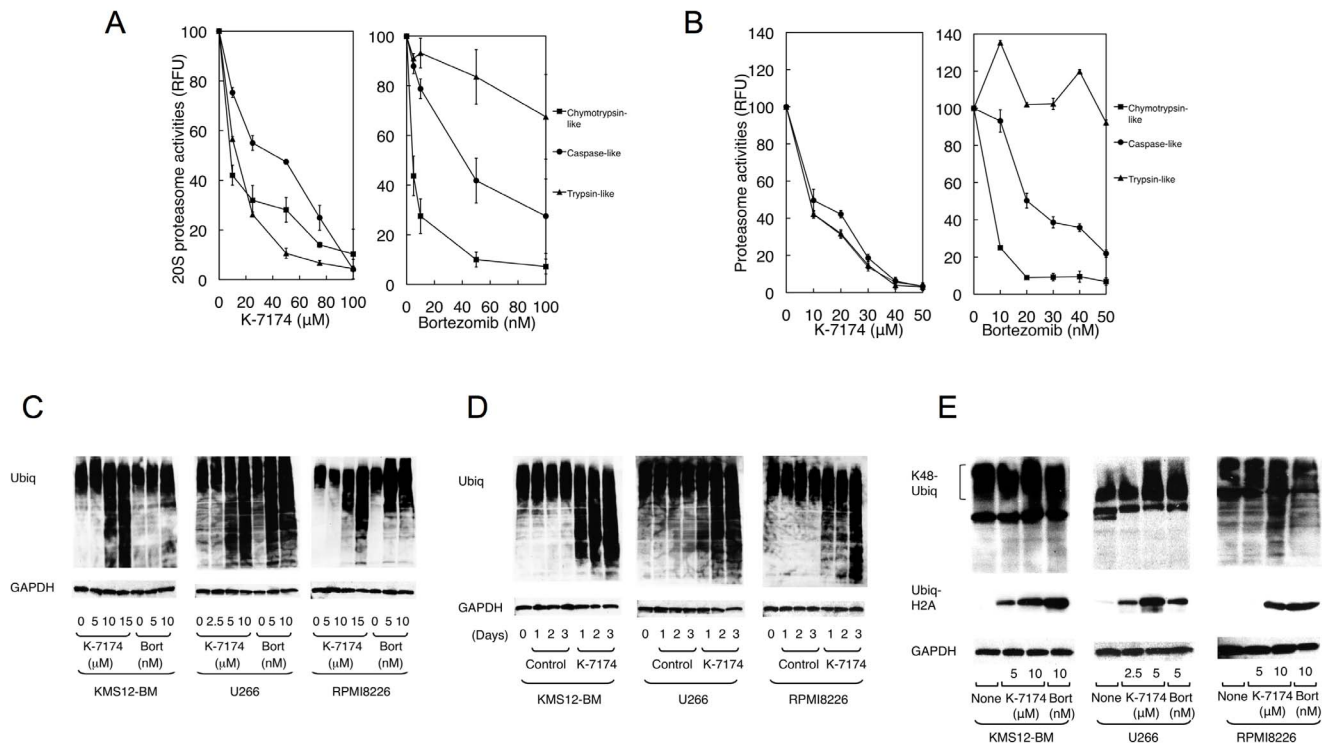 A
100
80
60
40
20
0
20S proteasome activities (RFU)
0 20 40 60 80 100
K-7174 (μM)
100
80
60
40
20
0
0 20 40 60 80 100
Bortezomib (nM)
Chymotrypsin-
like
Caspase-like
Trypsin-like
B
140
120
100
80
60
40
20
0
Proteasome activities (RFU)
0 10 20 30 40 50
K-7174 (μM)
140
120
100
80
60
40
20
0
0 10 20 30 40 50
Bortezomib (nM)
Chymotrypsin-
like
Caspase-like
Trypsin-like
C
Ubiq
GAPDH
0 5 10 15 0 5 10
K-7174 Bort
(μM) (nM)
KMS12-BM
0 2.5 5 10 0 5 10
K-7174 Bort
(μM) (nM)
U266
0 5 10 15 0 5 10
K-7174 Bort
(μM) (nM)
RPMI8226
D
Ubiq
GAPDH
(Days) 0 1 2 3 1 2 3
Control K-7174
KMS12-BM
0 1 2 3 1 2 3
Control K-7174
U266
0 1 2 3 1 2 3
Control K-7174
RPMI8226
E
K48-
Ubiq
Ubiq-
H2A
GAPDH
5 10 10
None K-7174 Bort
(μM) (nM)
KMS12-BM
2.5 5 5
None K-7174 Bort
(μM) (nM)
U266
5 10 10
None K-7174 Bort
(μM) (nM)
RPMI8226